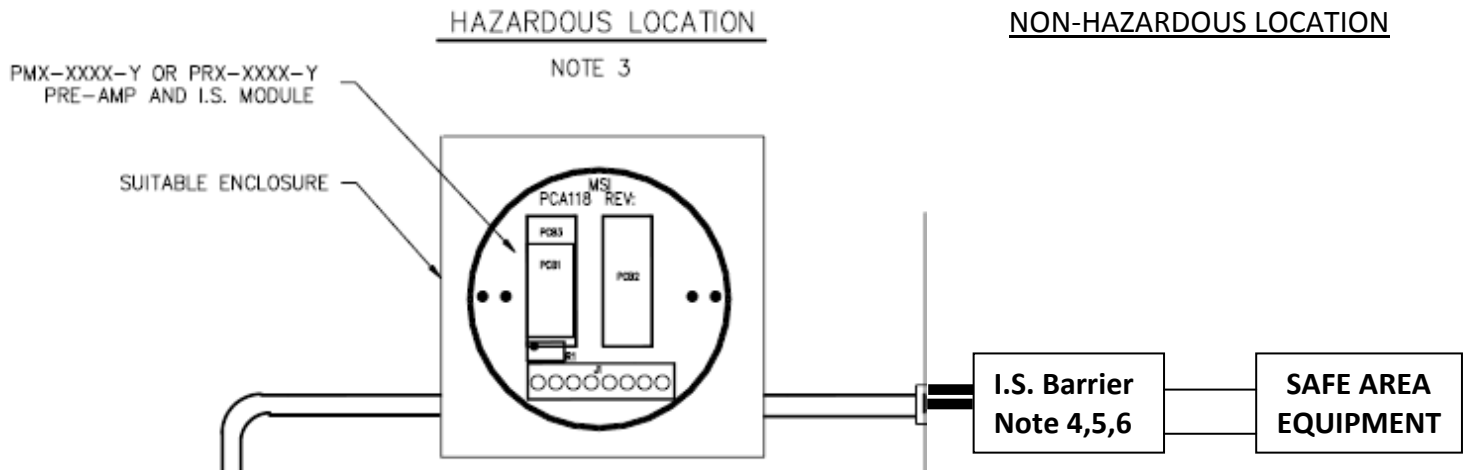 HAZARDOUS LOCATION
NON-HAZARDOUS LOCATION
NOTE 3
PMX-XXXX-Y OR PRX-XXXX-Y
PRE-AMP AND I.S. MODULE
SUITABLE ENCLOSURE
MSI
PCA118 REV:
PCB3
PCB1
PCB2
R1
J1
I.S. Barrier
Note 4,5,6
SAFE AREA
EQUIPMENT